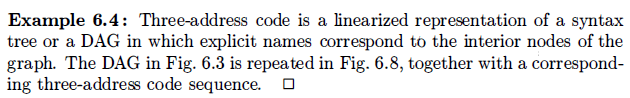 Example 6.4: Three-address code is a linearized representation of a syntax
tree or a DAG in which explicit names correspond to the interior nodes of the
graph. The DAG in Fig. 6.3 is repeated in Fig. 6.8, together with a correspond-
ing three-address code sequence. □